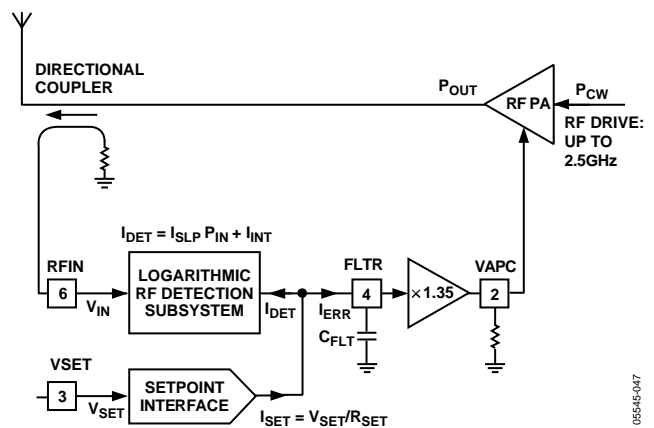 DIRECTIONAL
COUPLER
POUT
RF PA
PCW
RF DRIVE:
UP TO
2.5GHz
IDET = ISLP PIN + IINT
RFIN
6
VIN
LOGARITHMIC
RF DETECTION
SUBSYSTEM
IDET
IERR
FLTR
4
CFLT
×1.35
VAPC
2
VSET
3
VSET
SETPOINT
INTERFACE
ISET = VSET/RSET
05545-047